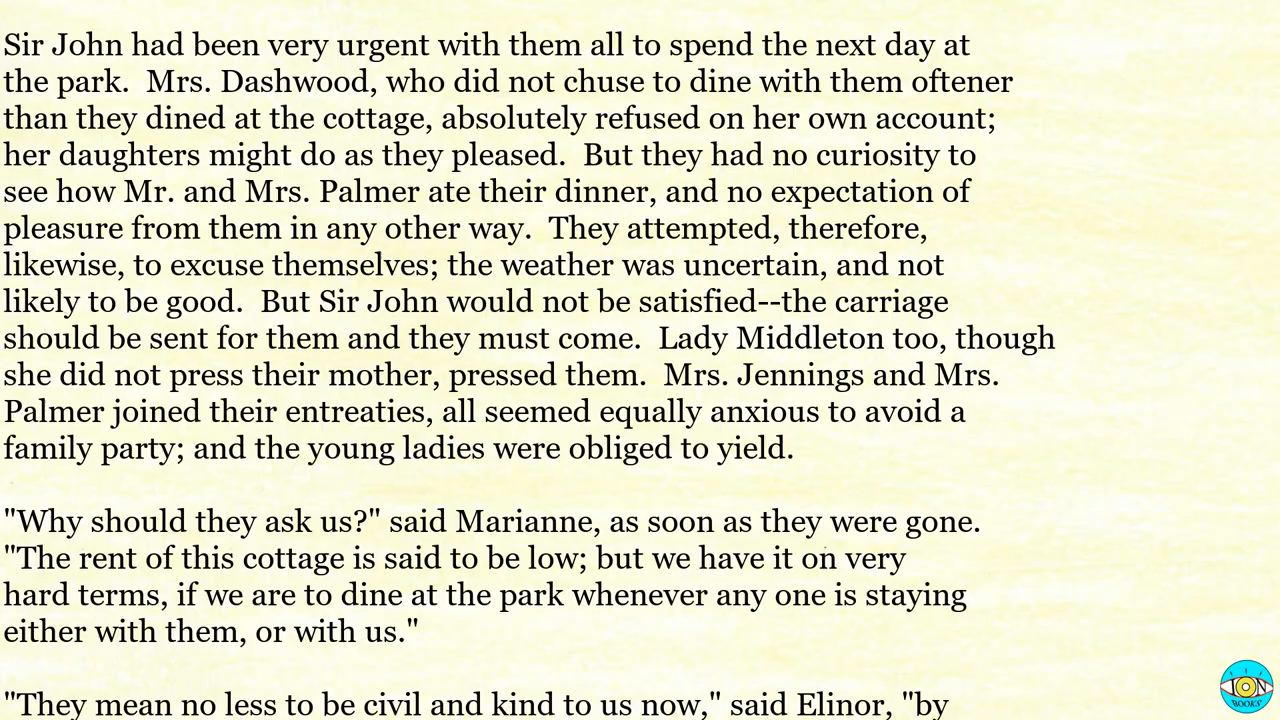 Sir John had been very urgent with them all to spend the next day at
the park.  Mrs. Dashwood, who did not chuse to dine with them oftener
than they dined at the cottage, absolutely refused on her own account;
her daughters might do as they pleased.  But they had no curiosity to
see how Mr. and Mrs. Palmer ate their dinner, and no expectation of
pleasure from them in any other way.  They attempted, therefore,
likewise, to excuse themselves; the weather was uncertain, and not
likely to be good.  But Sir John would not be satisfied--the carriage
should be sent for them and they must come.  Lady Middleton too, though
she did not press their mother, pressed them.  Mrs. Jennings and Mrs.
Palmer joined their entreaties, all seemed equally anxious to avoid a
family party; and the young ladies were obliged to yield.

"Why should they ask us?" said Marianne, as soon as they were gone.
"The rent of this cottage is said to be low; but we have it on very
hard terms, if we are to dine at the park whenever any one is staying
either with them, or with us."

"They mean no less to be civil and kind to us now," said Elinor, "by
ION
BOOKS